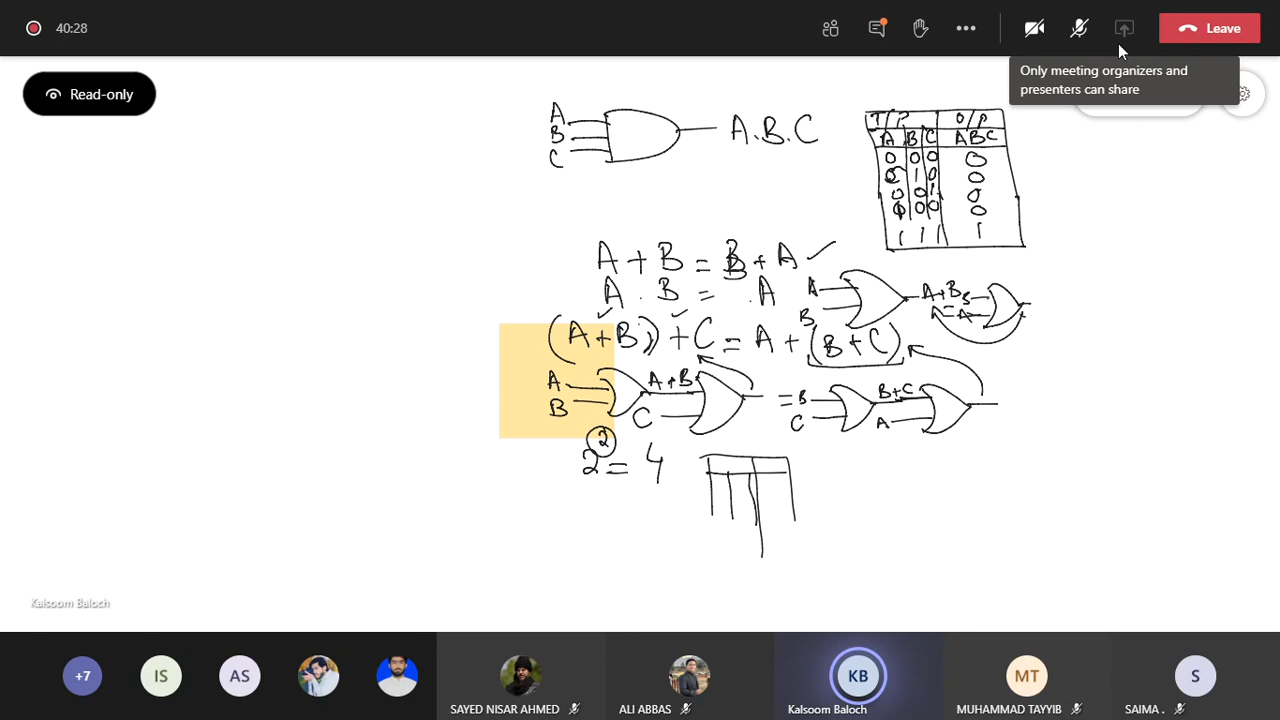 40:28
Leave
Only meeting organizers and
presenters can share
Read-only
A
B
C
A.B.C
I/P O/P
A B C ABC
0 0 0 0
0 1 0 0
0 0 1 0
0 0 0
1 1 1 1
A + B = B + A ✓
A . B = . A
A
B
A+B
(A+B) + C = A + (B + C)
A
B
A+B
C
=
B
C
B+C
A
2² = 4
Kalsoom Baloch
+7
IS
AS
SAYED NISAR AHMED
ALI ABBAS
KB
Kalsoom Baloch
MT
MUHAMMAD TAYYIB
S
SAIMA .